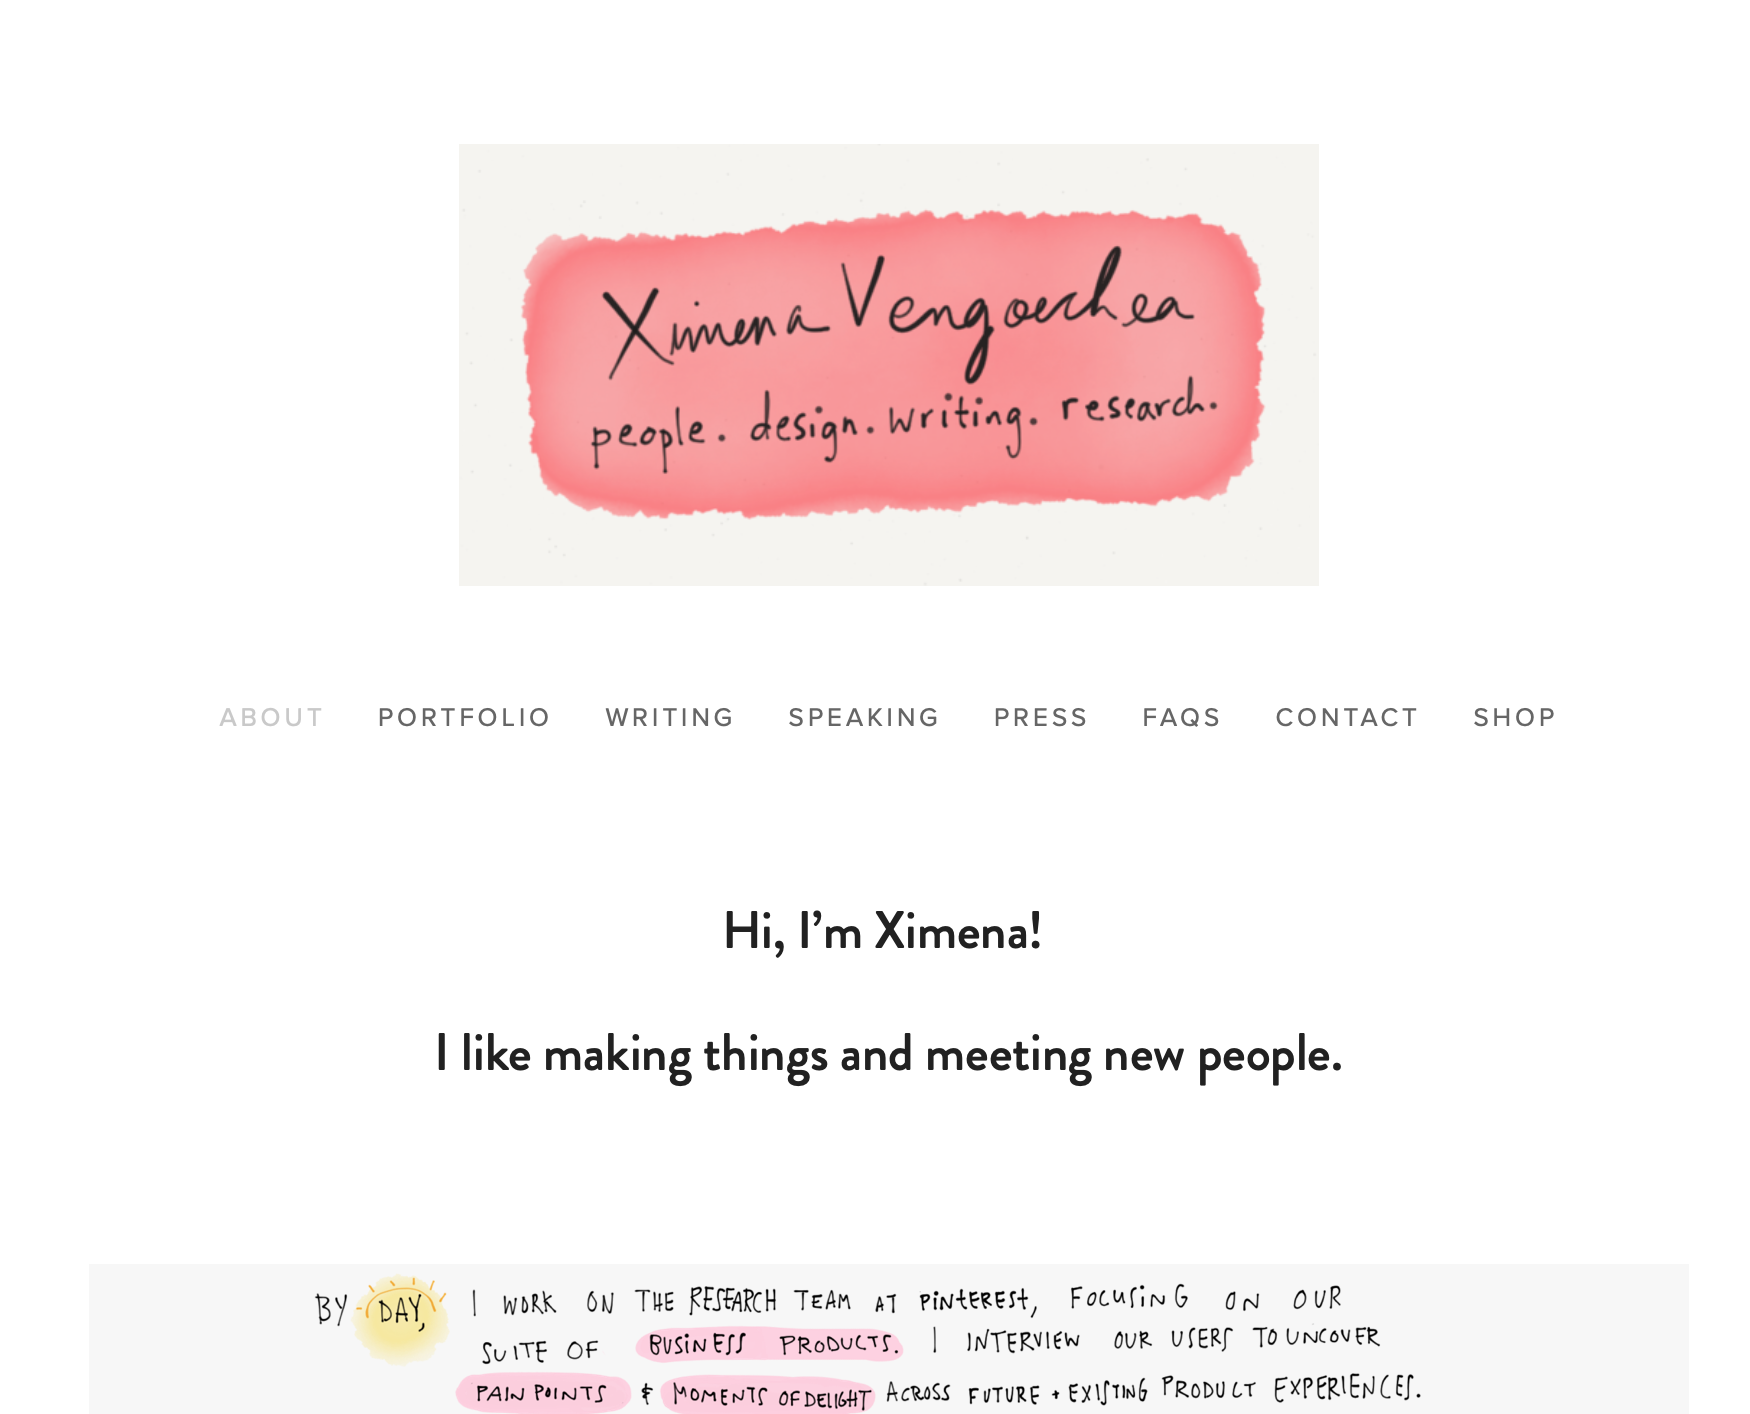 Ximena Vengoechea
people. design. writing. research.
ABOUT PORTFOLIO WRITING SPEAKING PRESS FAQS CONTACT SHOP
Hi, I’m Ximena!
I like making things and meeting new people.
BY DAY, I WORK ON THE RESEARCH TEAM AT PINTEREST, FOCUSING ON OUR
SUITE OF BUSINESS PRODUCTS. I INTERVIEW OUR USERS TO UNCOVER
PAIN POINTS & MOMENTS OF DELIGHT ACROSS FUTURE + EXISTING PRODUCT EXPERIENCES.